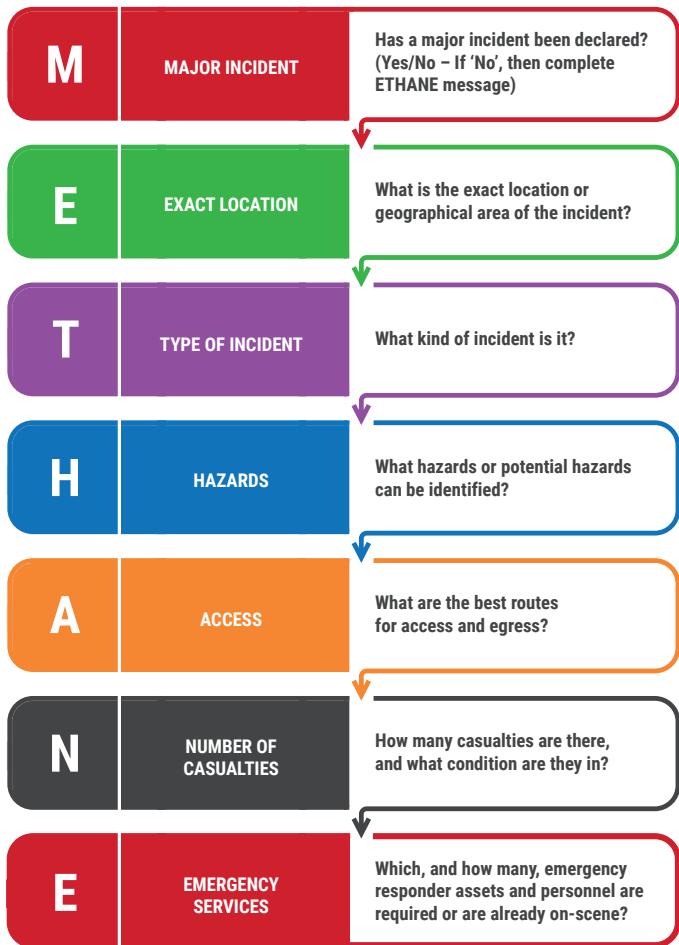 M
MAJOR INCIDENT
Has a major incident been declared?
(Yes/No – If ‘No’, then complete
ETHANE message)
E
EXACT LOCATION
What is the exact location or
geographical area of the incident?
T
TYPE OF INCIDENT
What kind of incident is it?
H
HAZARDS
What hazards or potential hazards
can be identified?
A
ACCESS
What are the best routes
for access and egress?
N
NUMBER OF
CASUALTIES
How many casualties are there,
and what condition are they in?
E
EMERGENCY
SERVICES
Which, and how many, emergency
responder assets and personnel are
required or are already on-scene?